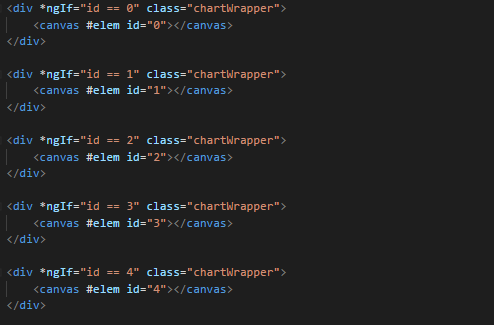 <div *ngIf="id == 0" class="chartWrapper">
<canvas #elem id="0"></canvas>
</div>
<div *ngIf="id == 1" class="chartWrapper">
<canvas #elem id="1"></canvas>
</div>
<div *ngIf="id == 2" class="chartWrapper">
<canvas #elem id="2"></canvas>
</div>
<div *ngIf="id == 3" class="chartWrapper">
<canvas #elem id="3"></canvas>
</div>
<div *ngIf="id == 4" class="chartWrapper">
<canvas #elem id="4"></canvas>
</div>